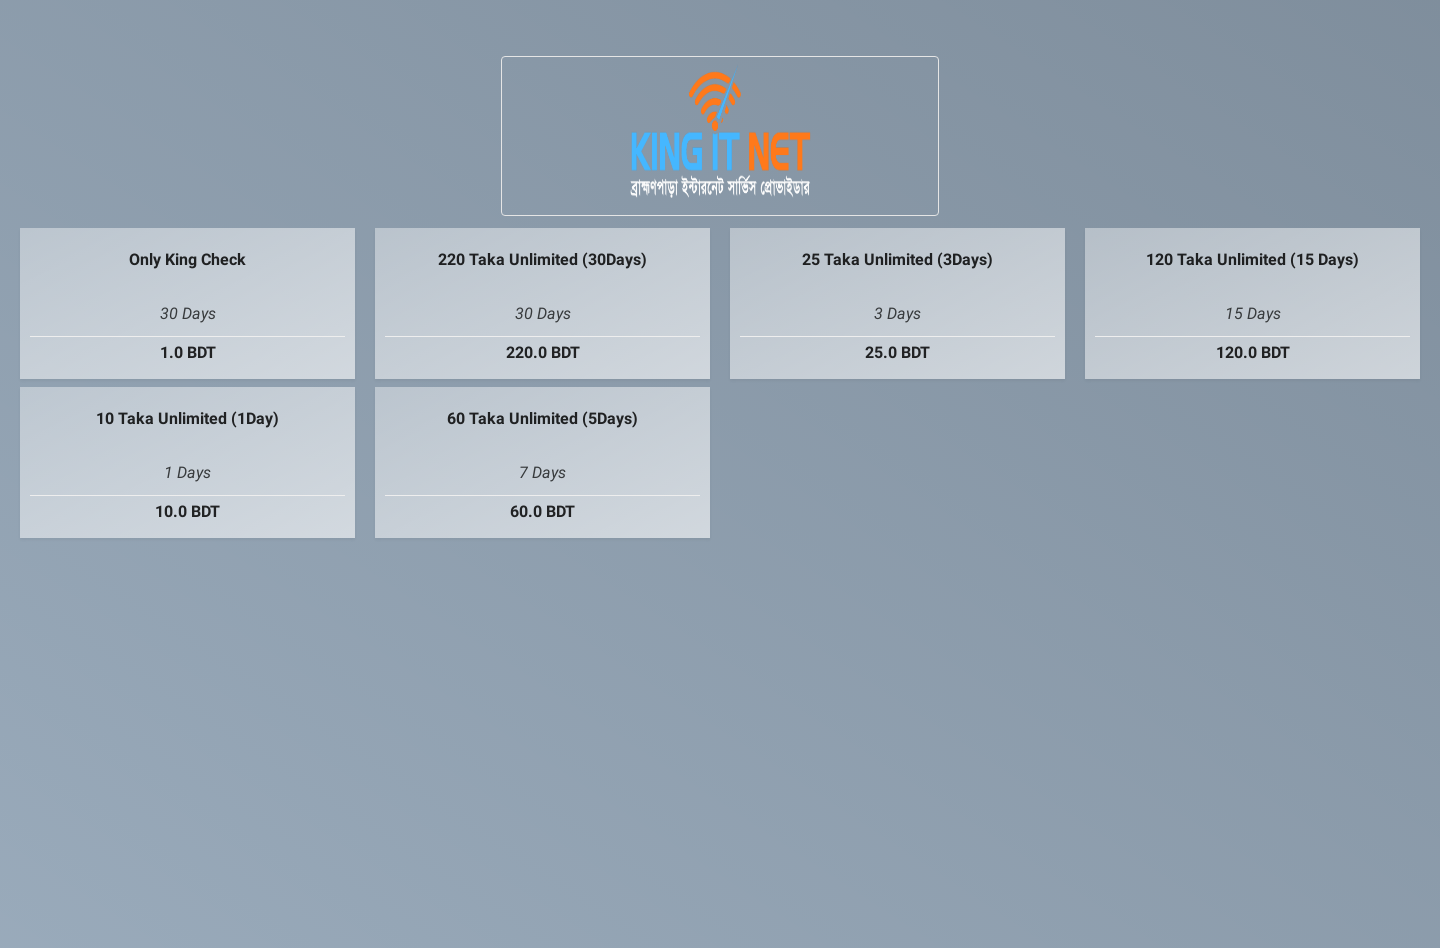 KING IT NET
ব্রাহ্মণপাড়া ইন্টারনেট সার্ভিস প্রোভাইডার
Only King Check
30 Days
1.0 BDT
220 Taka Unlimited (30Days)
30 Days
220.0 BDT
25 Taka Unlimited (3Days)
3 Days
25.0 BDT
120 Taka Unlimited (15 Days)
15 Days
120.0 BDT
10 Taka Unlimited (1Day)
1 Days
10.0 BDT
60 Taka Unlimited (5Days)
7 Days
60.0 BDT